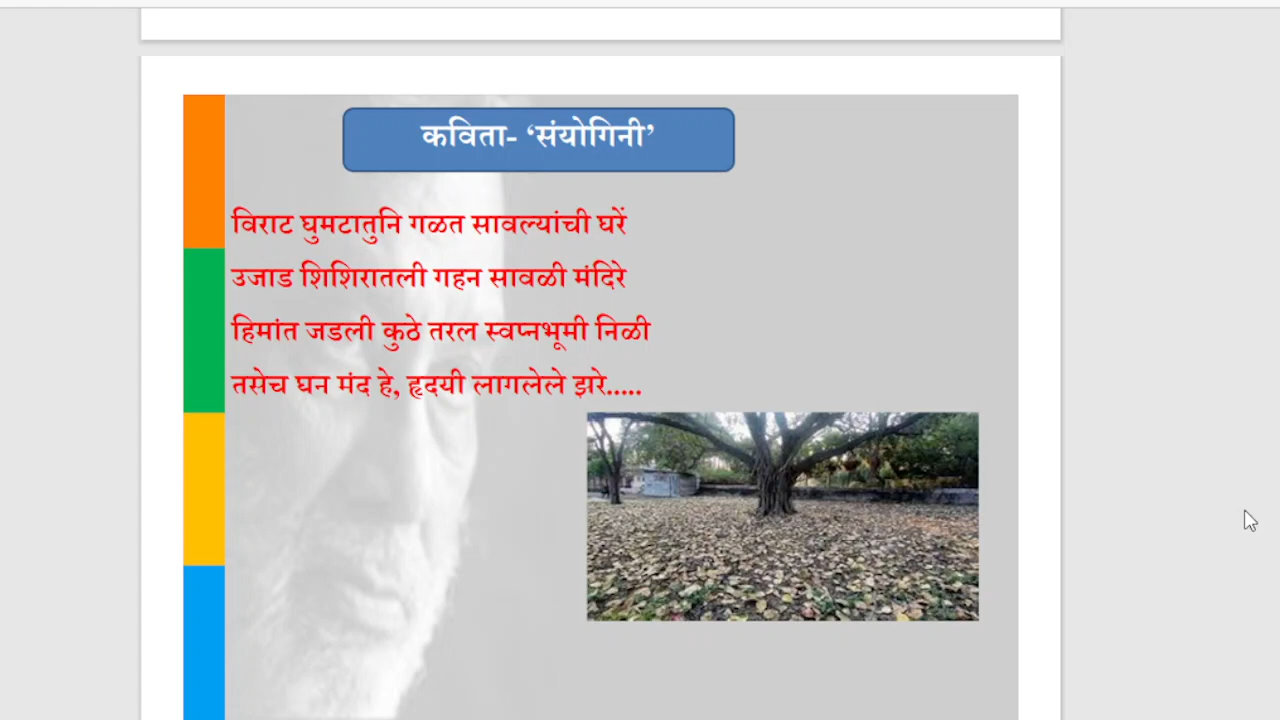 कविता- ‘संयोगिनी’
विराट घुमटातुनि गळत सावल्यांची घरें
उजाड शिशिरातली गहन सावळी मंदिरे
हिमांत जडली कुठे तरल स्वप्नभूमी निळी
तसेच घन मंद हे, हृदयी लागलेले झरे.....